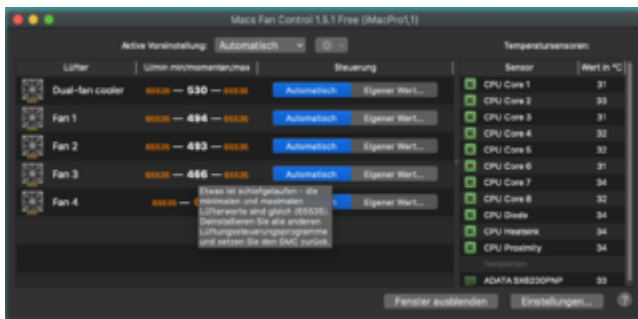 Macs Fan Control 1.5.1 Free (iMacPro1,1)
Aktive Voreinstellung: Automatisch
Temperatursensoren:
Lüfter U/min min/momentan/max Steuerung
Sensor Wert in °C
Dual-fan cooler 65535 — 530 — 65535 Automatisch Eigener Wert...
Fan 1 65535 — 494 — 65535 Automatisch Eigener Wert...
Fan 2 65535 — 493 — 65535 Automatisch Eigener Wert...
Fan 3 65535 — 466 — 65535 Automatisch Eigener Wert...
Fan 4 65535 — Eigener Wert...
Etwas ist schiefgelaufen - die
minimalen und maximalen
Lüfterwerte sind gleich (65535).
Deinstallieren Sie alle anderen
Lüftungssteuerungsprogramme
und setzen Sie den SMC zurück.
CPU Core 1 31
CPU Core 2 33
CPU Core 3 31
CPU Core 4 32
CPU Core 5 32
CPU Core 6 31
CPU Core 7 34
CPU Core 8 32
CPU Diode 34
CPU Heatsink 34
CPU Proximity 34
Festplatten
ADATA SX8200PNP 33
Fenster ausblenden Einstellungen... ?